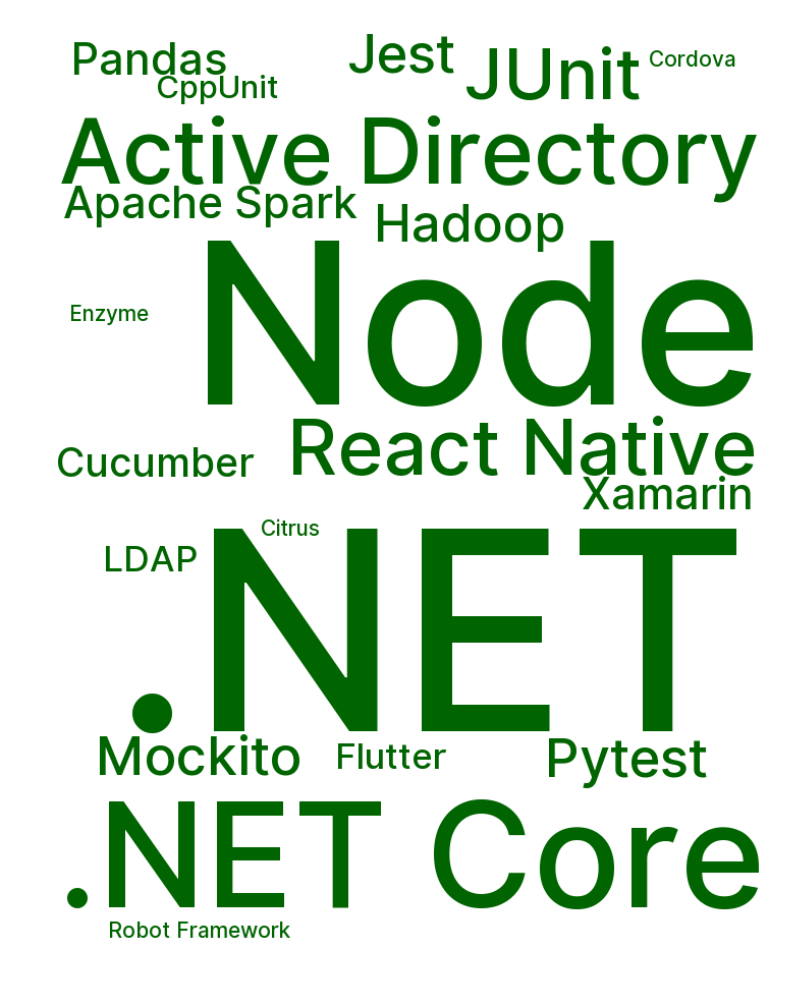 Pandas
Jest
JUnit
Cordova
CppUnit
Active Directory
Apache Spark
Hadoop
Node
Enzyme
React Native
Cucumber
Xamarin
Citrus
LDAP
.NET
Mockito
Flutter
Pytest
.NET Core
Robot Framework